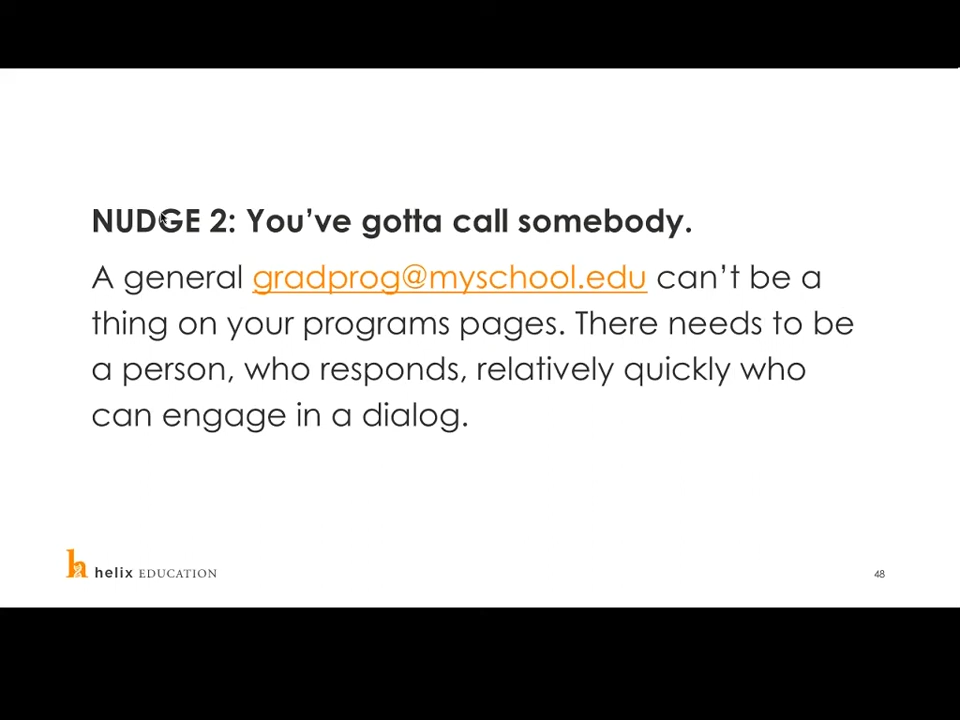 NUDGE 2: You’ve gotta call somebody.
A general gradprog@myschool.edu can’t be a
thing on your programs pages. There needs to be
a person, who responds, relatively quickly who
can engage in a dialog.
helix EDUCATION
48